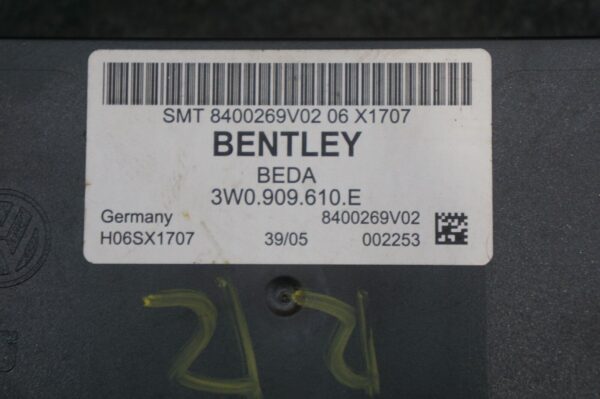 SMT 8400269V02 06 X1707
BENTLEY
BEDA
3W0.909.610.E
Germany 8400269V02
H06SX1707 39/05 002253